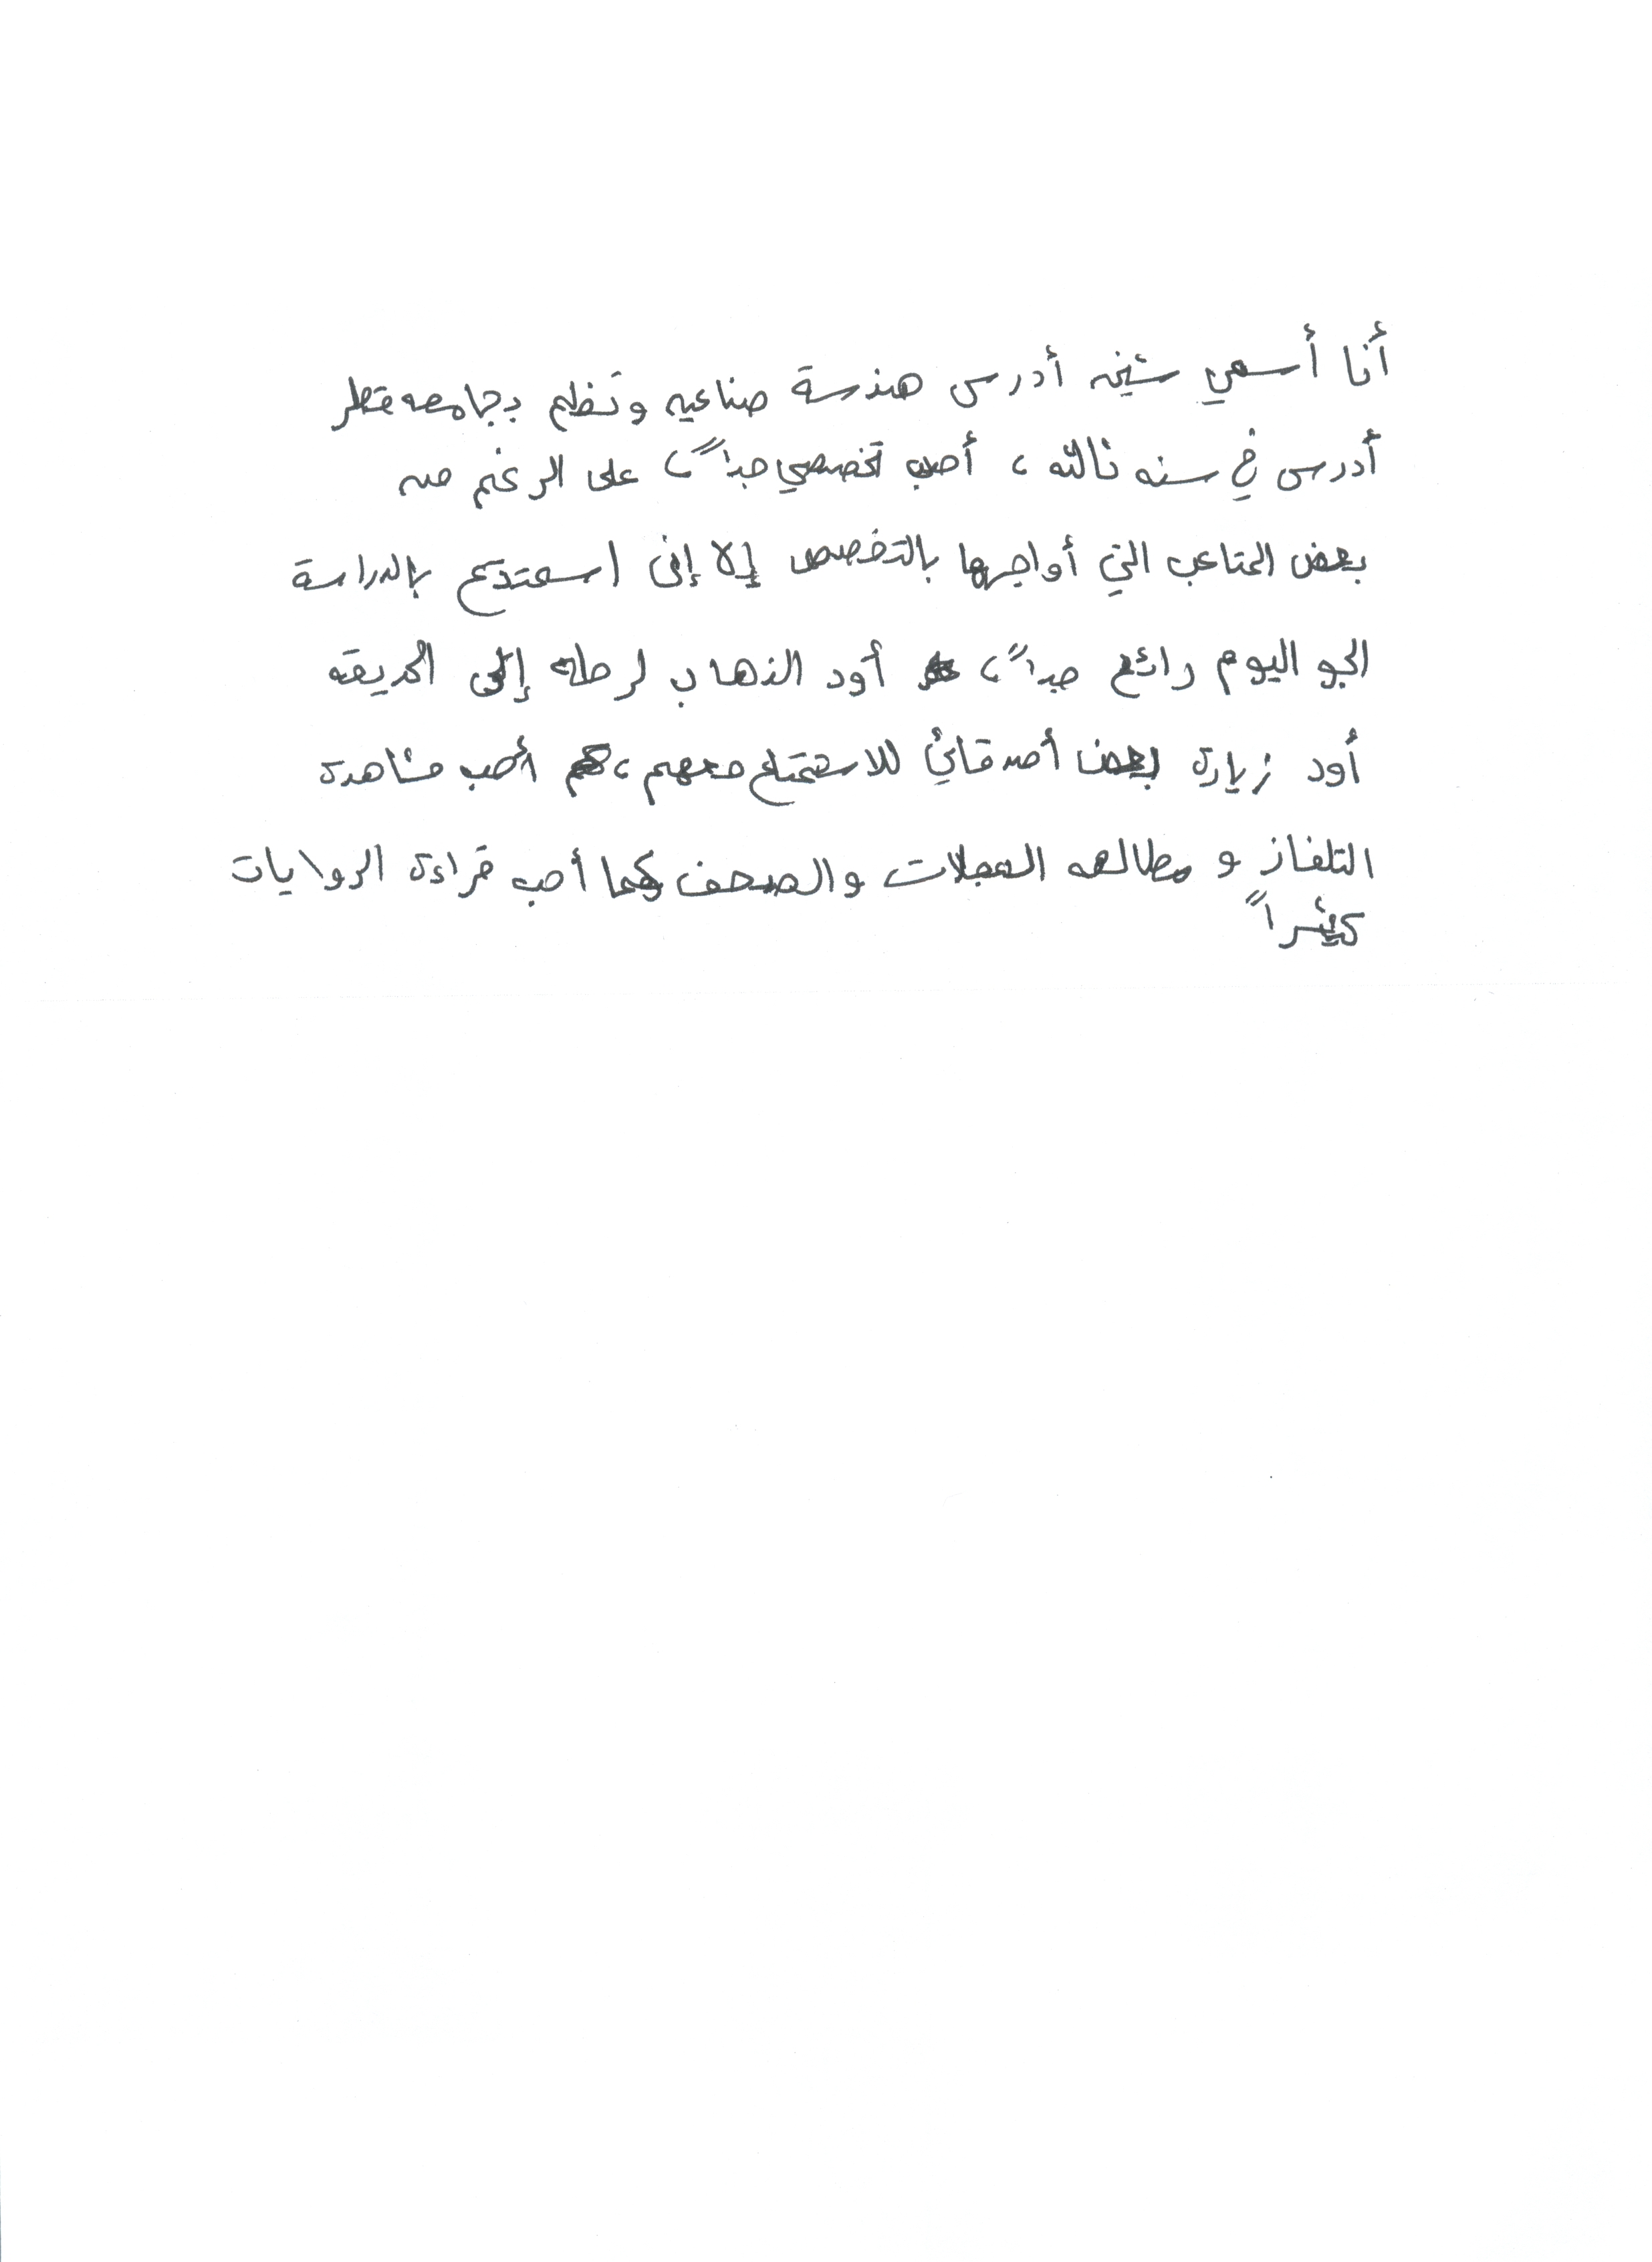 أنا أسمي شيخه أدرس هندسة صناعيه ونظم بجامعه قطر
أدرس في سنه ثالثه ، أحب تخصصي جداً ، على الرغم من
بعض المتاعب التي أواجهها بالتخصص إلا إني استمتع بالدراسة
الجو اليوم رائع جداً ، أود الذهاب لرحله إلى الحديقه
أود زيارة بعض أصدقائي للاستمتاع معهم ، أحب مشاهدة
التلفاز و مطالعه المجلات والصحف كما أحب قراءة الروايات
كثيراً